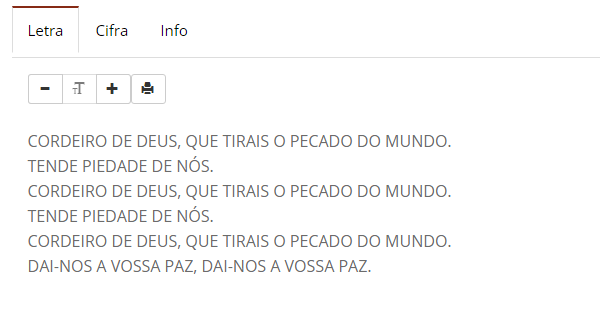 Letra Cifra Info
- T T +
CORDEIRO DE DEUS, QUE TIRAIS O PECADO DO MUNDO.
TENDE PIEDADE DE NÓS.
CORDEIRO DE DEUS, QUE TIRAIS O PECADO DO MUNDO.
TENDE PIEDADE DE NÓS.
CORDEIRO DE DEUS, QUE TIRAIS O PECADO DO MUNDO.
DAI-NOS A VOSSA PAZ, DAI-NOS A VOSSA PAZ.